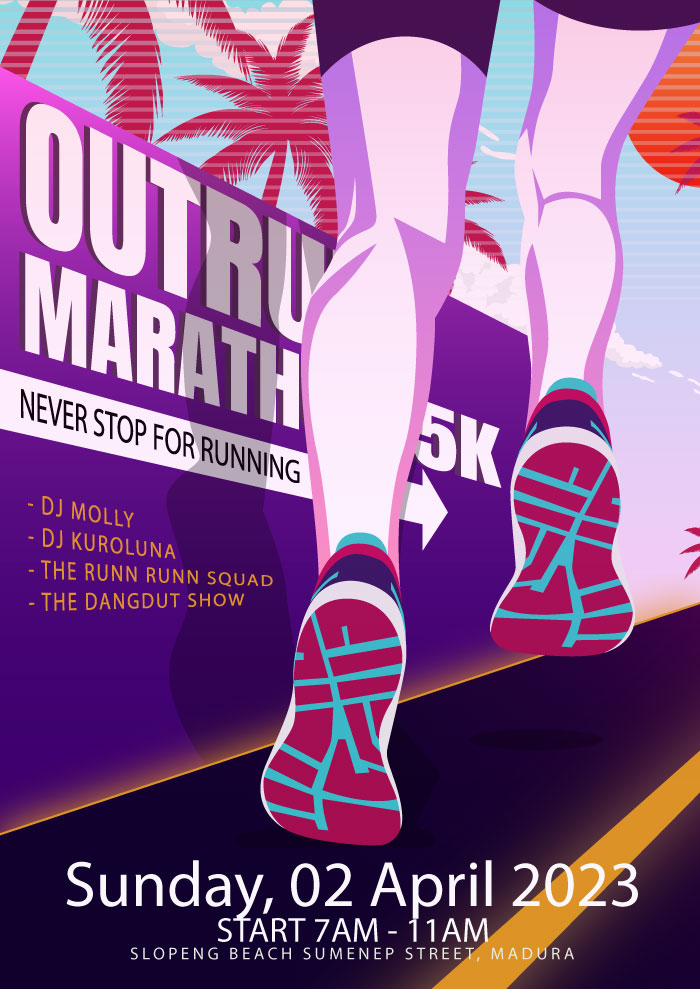 OUTRU
MARATH
5K
NEVER STOP FOR RUNNING
- DJ MOLLY
- DJ KUROLUNA
- THE RUNN RUNN SQUAD
- THE DANGDUT SHOW
Sunday, 02 April 2023
START 7AM - 11AM
SLOPENG BEACH SUMENEP STREET, MADURA